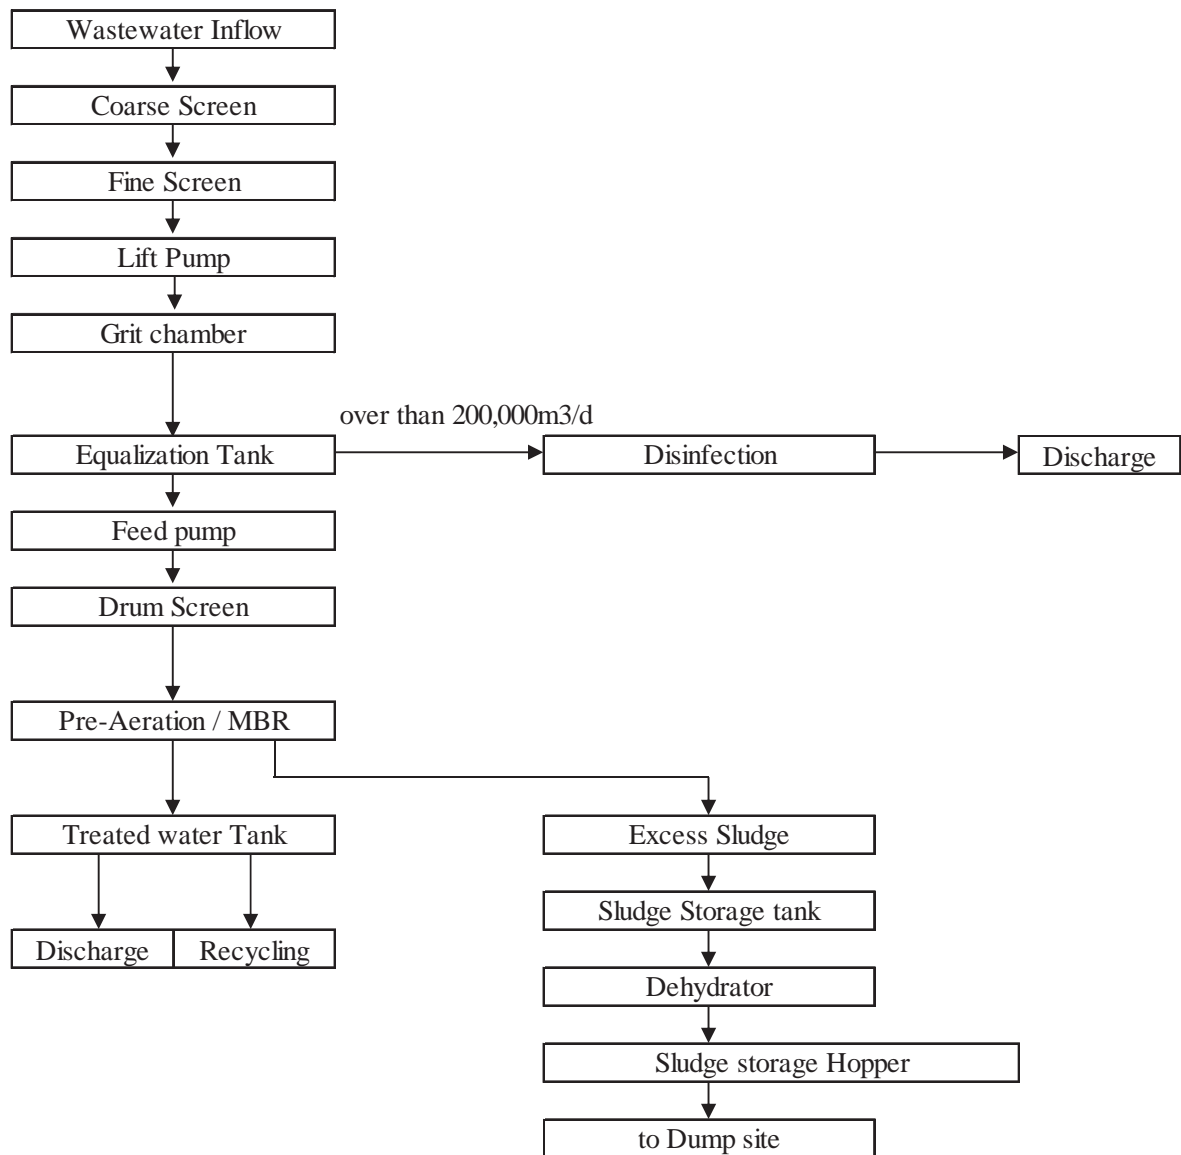 Wastewater Inflow
Coarse Screen
Fine Screen
Lift Pump
Grit chamber
over than 200,000m3/d
Equalization Tank
Disinfection
Discharge
Feed pump
Drum Screen
Pre-Aeration / MBR
Treated water Tank
Excess Sludge
Sludge Storage tank
Discharge
Recycling
Dehydrator
Sludge storage Hopper
to Dump site